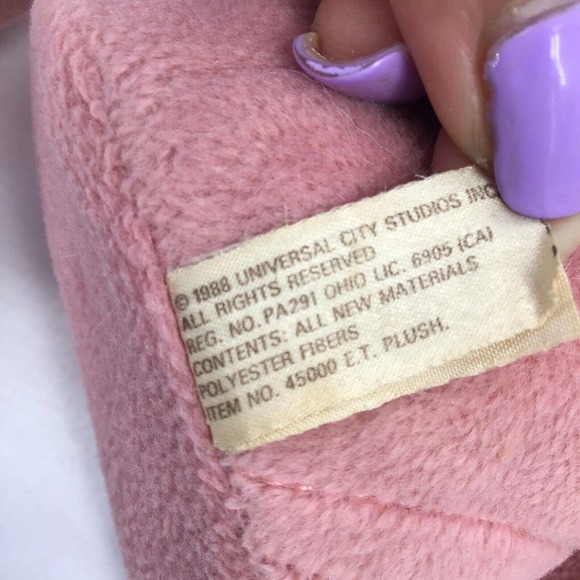 © 1988 UNIVERSAL CITY STUDIOS INC
ALL RIGHTS RESERVED
REG. NO. PA291 OHIO LIC. 6905 (CA)
CONTENTS: ALL NEW MATERIALS
POLYESTER FIBERS
ITEM NO. 45000 E.T. PLUSH.